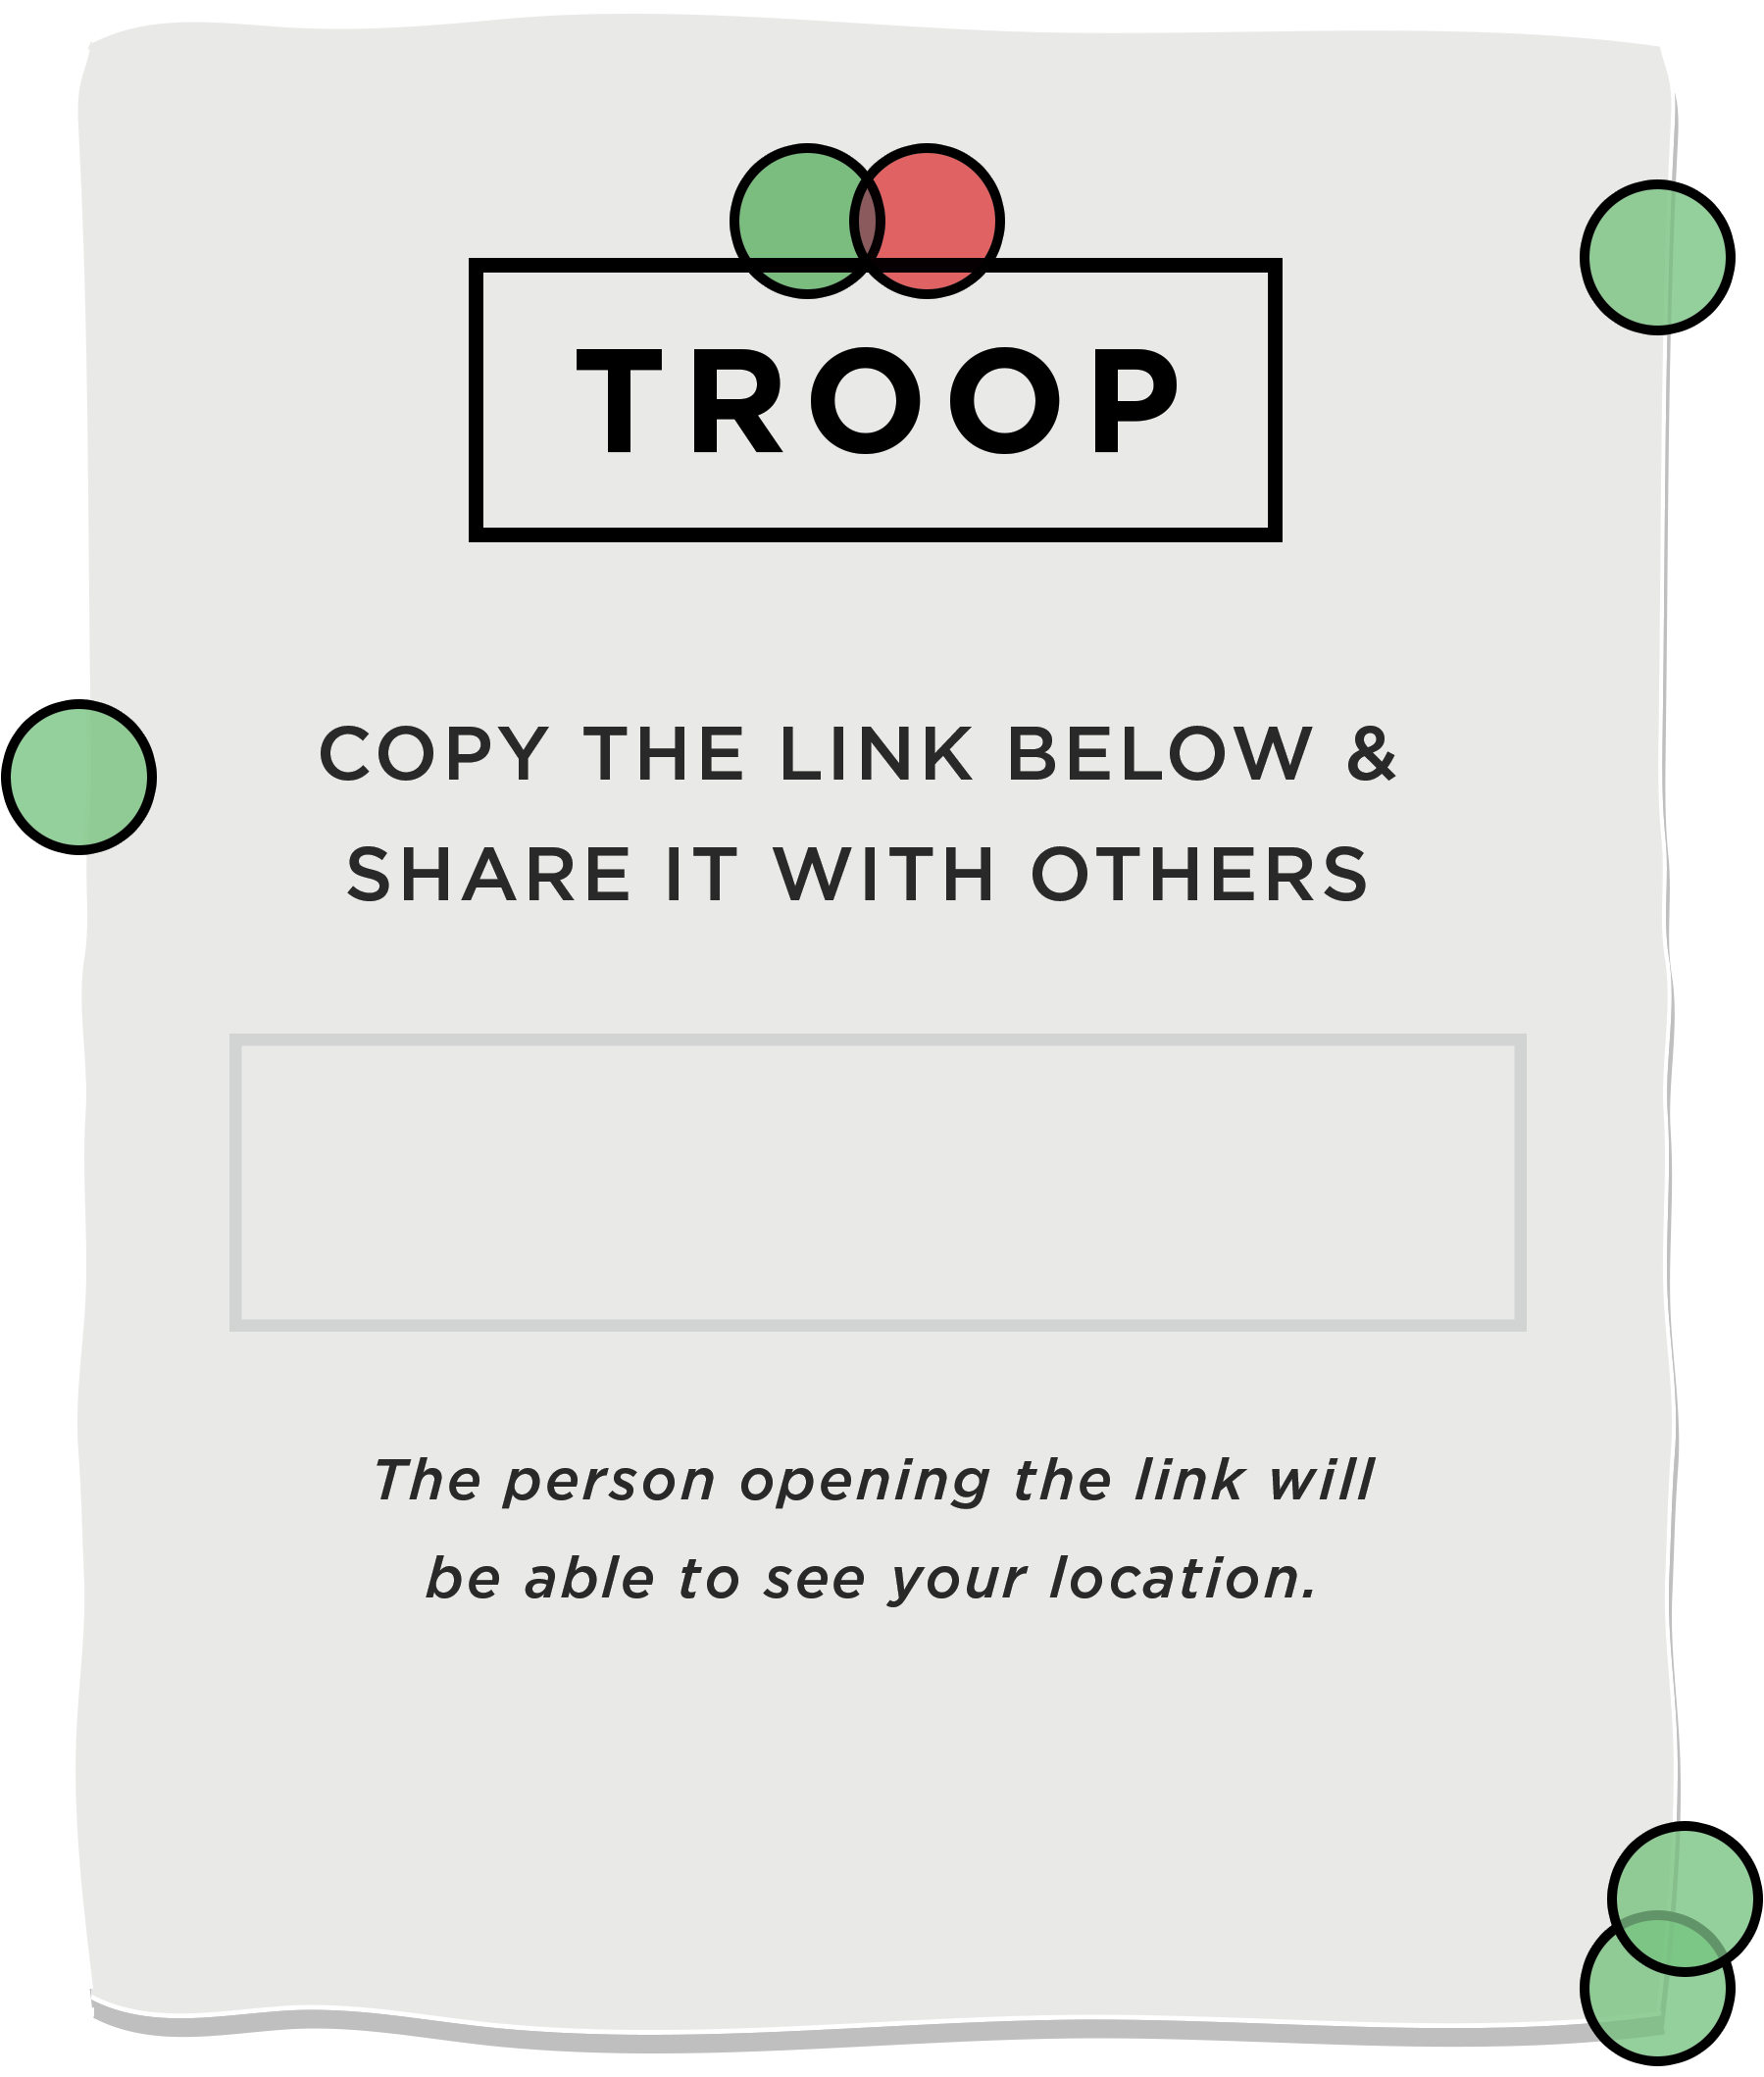 TROOP
COPY THE LINK BELOW &
SHARE IT WITH OTHERS
The person opening the link will
be able to see your location.